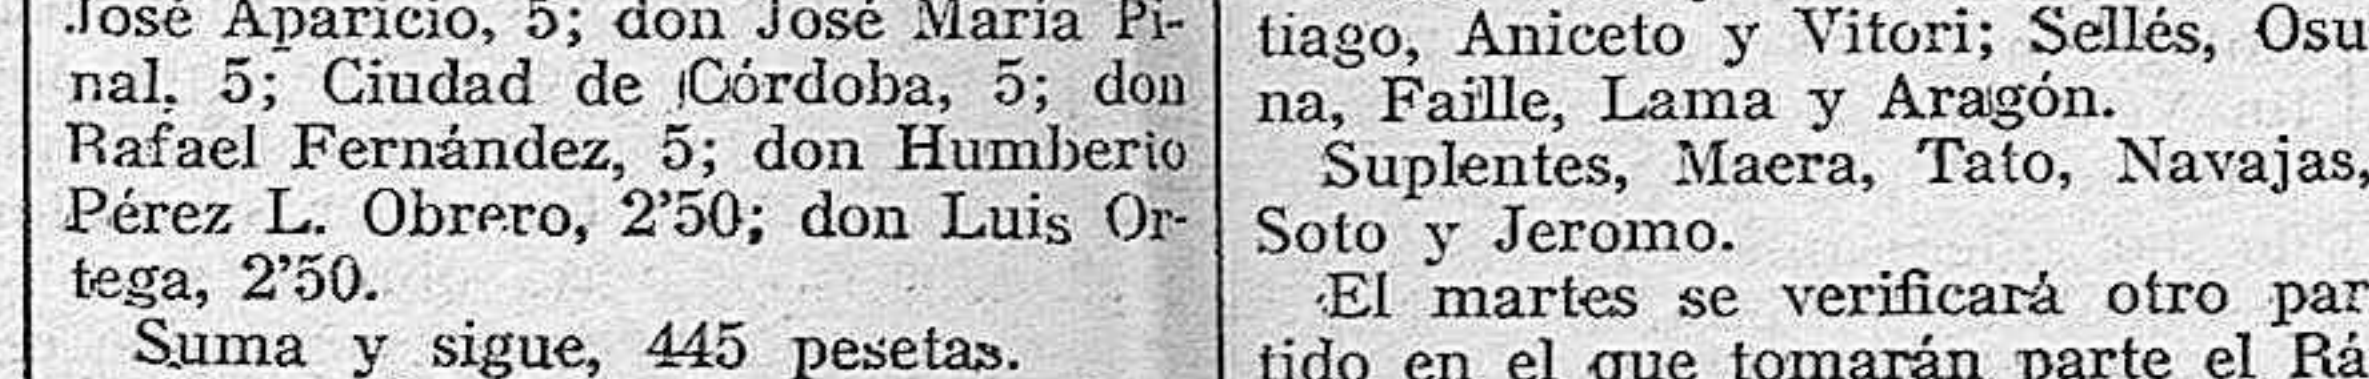 José Aparicio, 5; don José María Pi-
nal, 5; Ciudad de Córdoba, 5; don
Rafael Fernández, 5; don Humberio
Pérez L. Obrero, 2'50; don Luis Or-
tega, 2'50.
Suma y sigue, 445 pesetas.
tiago, Aniceto y Vitori; Sellés, Osu
na, Faille, Lama y Aragón.
Suplentes, Maera, Tato, Navajas,
Soto y Jeromo.
El martes se verificará otro par
tido en el que tomarán parte el Rá